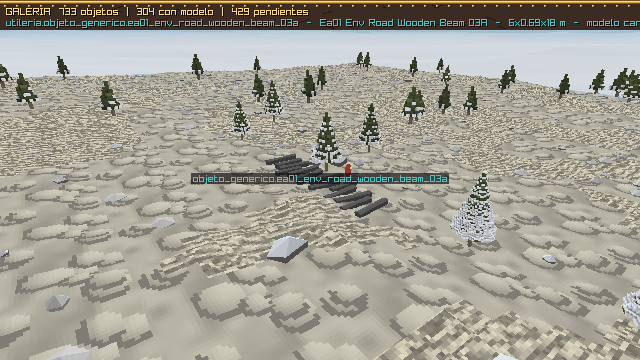 GALERIA 733 objetos | 304 con modelo | 429 pendientes
utileria.objeto_generico.ea01_env_road_wooden_beam_03a - Ea01 Env Road Wooden Beam 03A - 6x0.69x18 m - modelo car
objeto_generico.ea01_env_road_wooden_beam_03a